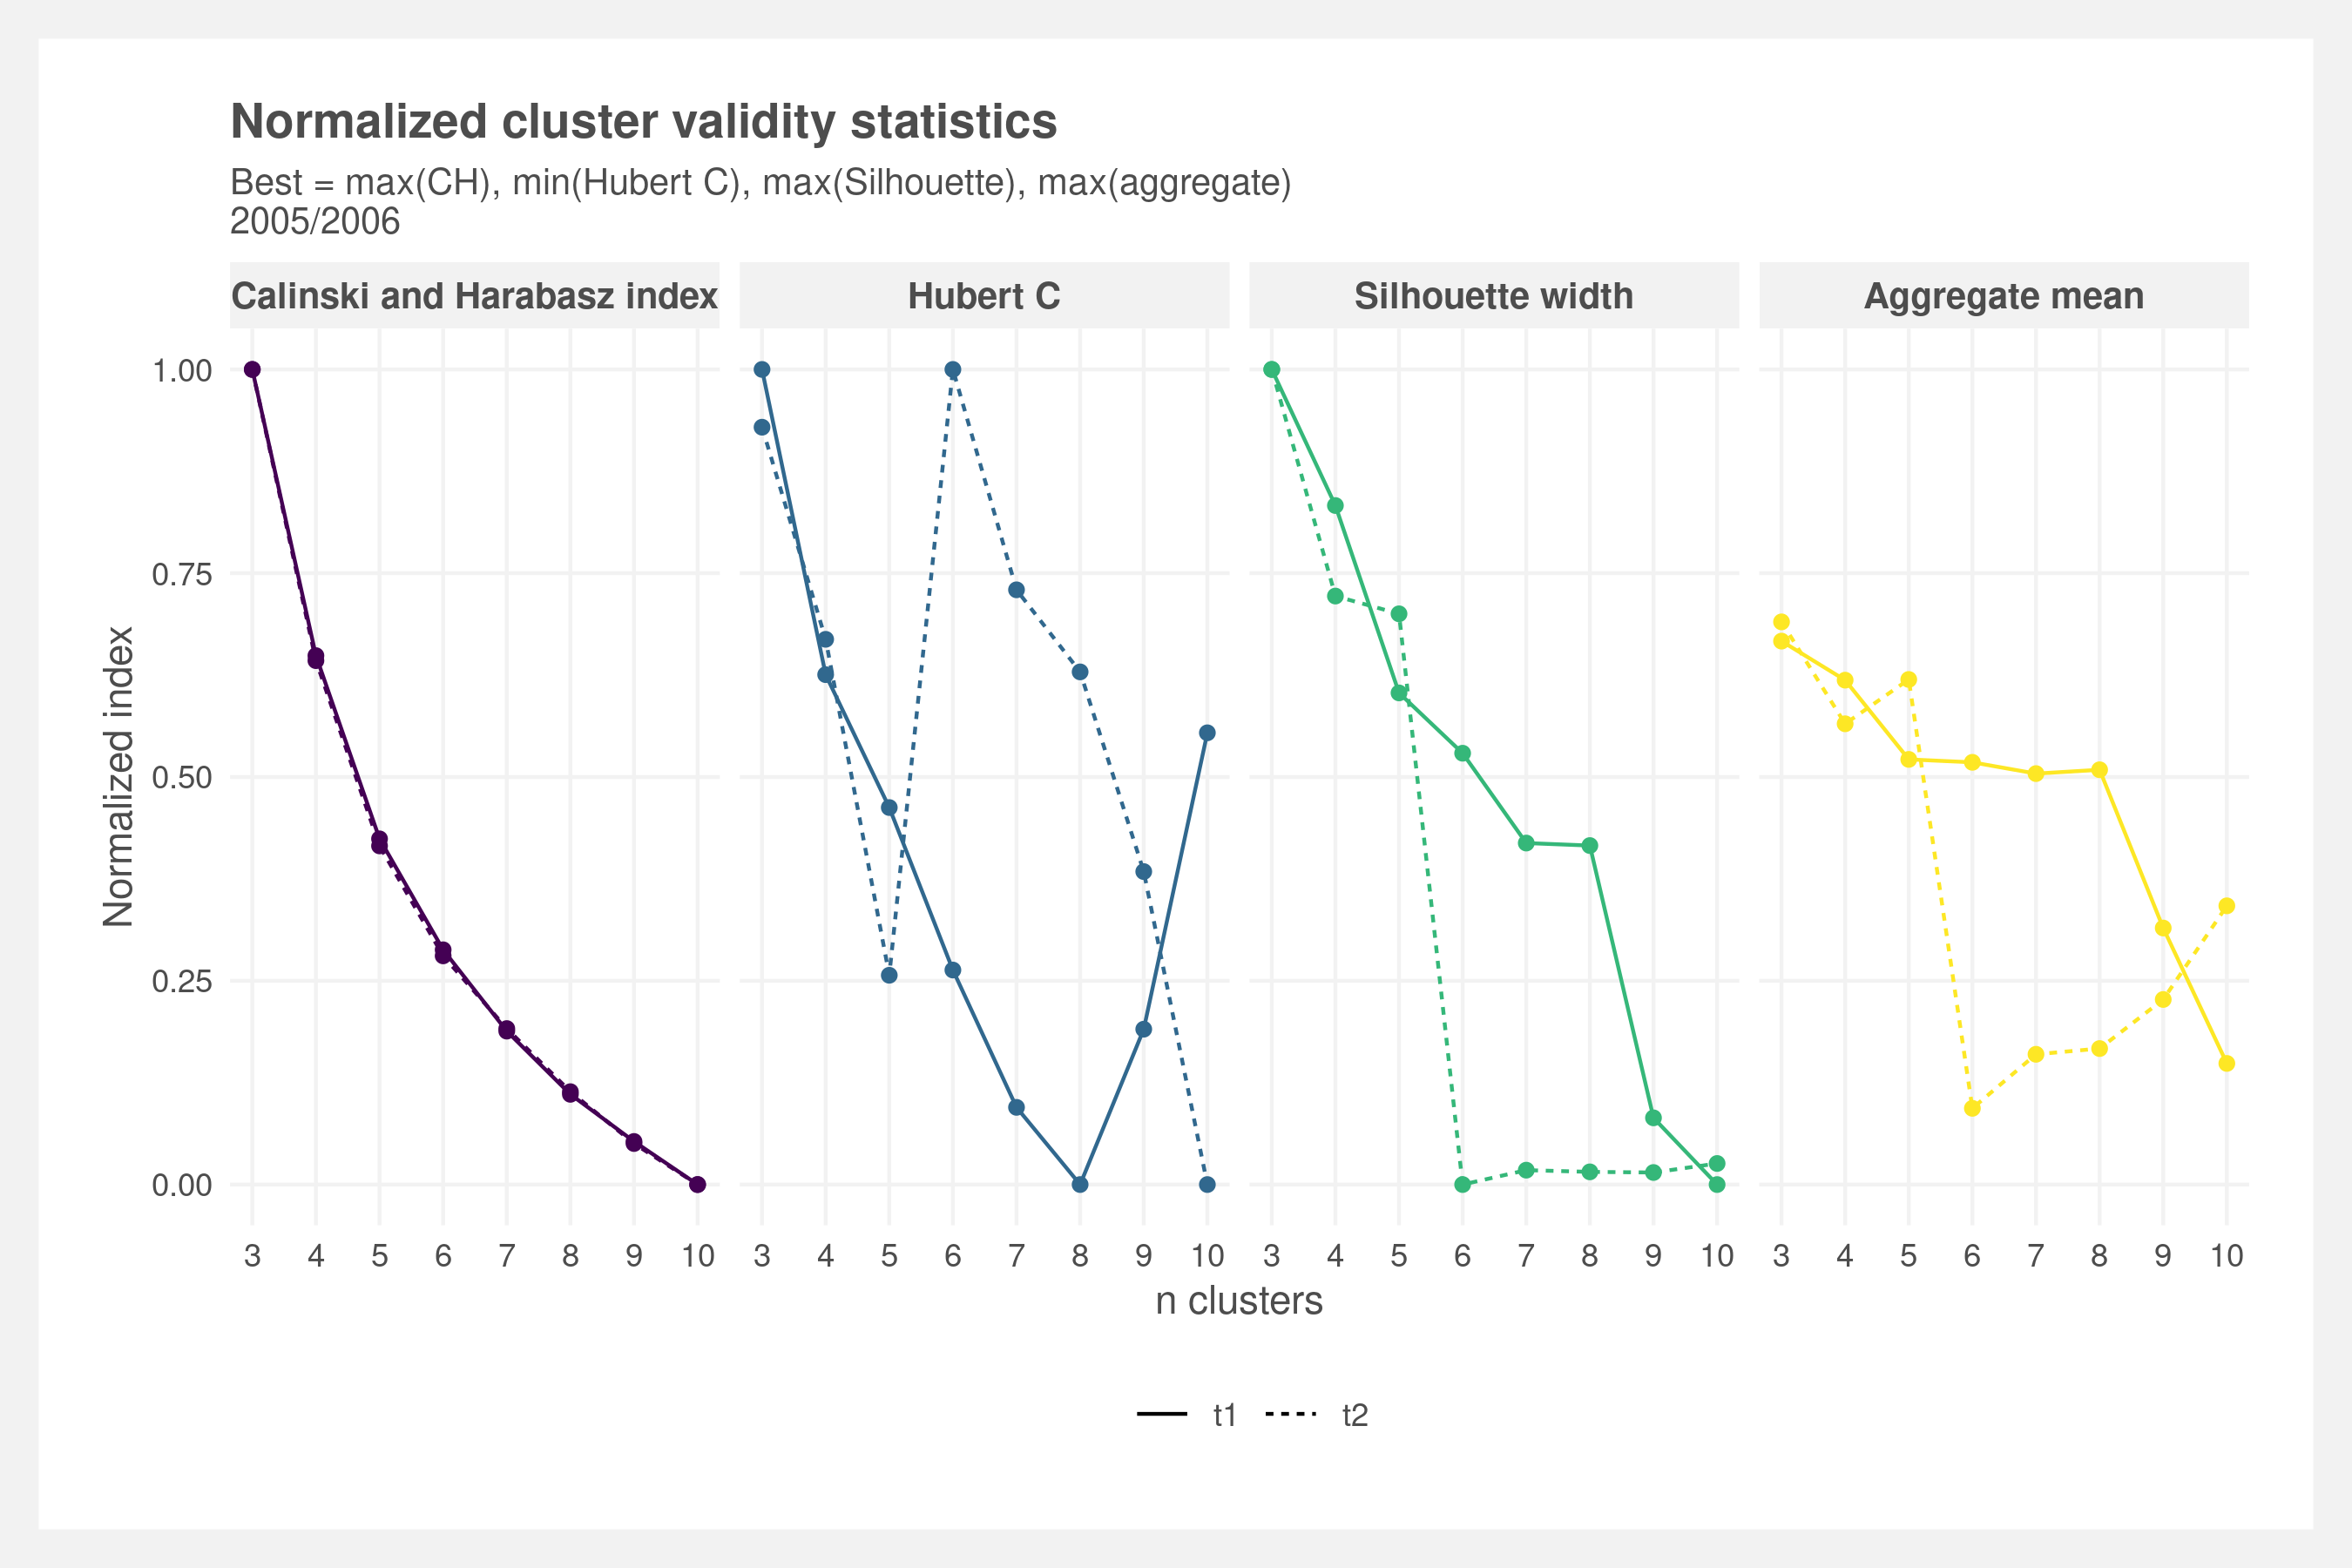 Normalized cluster validity statistics
Best = max(CH), min(Hubert C), max(Silhouette), max(aggregate)
2005/2006
Calinski and Harabasz index
Hubert C
Silhouette width
Aggregate mean
Normalized index
1.00
0.75
0.50
0.25
0.00
3 4 5 6 7 8 9 10
3 4 5 6 7 8 9 10
3 4 5 6 7 8 9 10
3 4 5 6 7 8 9 10
n clusters
t1 t2